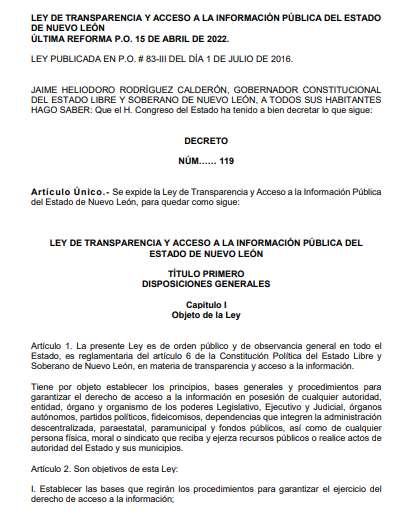 LEY DE TRANSPARENCIA Y ACCESO A LA INFORMACIÓN PÚBLICA DEL ESTADO
DE NUEVO LEÓN
ÚLTIMA REFORMA P.O. 15 DE ABRIL DE 2022.
LEY PUBLICADA EN P.O. # 83-III DEL DÍA 1 DE JULIO DE 2016.
JAIME HELIODORO RODRÍGUEZ CALDERÓN, GOBERNADOR CONSTITUCIONAL
DEL ESTADO LIBRE Y SOBERANO DE NUEVO LEÓN, A TODOS SUS HABITANTES
HAGO SABER: Que el H. Congreso del Estado ha tenido a bien decretar lo que sigue:
DECRETO
NÚM...... 119
Artículo Único.- Se expide la Ley de Transparencia y Acceso a la Información Pública
del Estado de Nuevo León, para quedar como sigue:
LEY DE TRANSPARENCIA Y ACCESO A LA INFORMACIÓN PÚBLICA DEL
ESTADO DE NUEVO LEÓN
TÍTULO PRIMERO
DISPOSICIONES GENERALES
Capítulo I
Objeto de la Ley
Artículo 1. La presente Ley es de orden público y de observancia general en todo el
Estado, es reglamentaria del artículo 6 de la Constitución Política del Estado Libre y
Soberano de Nuevo León, en materia de transparencia y acceso a la información.
Tiene por objeto establecer los principios, bases generales y procedimientos para
garantizar el derecho de acceso a la información en posesión de cualquier autoridad,
entidad, órgano y organismo de los poderes Legislativo, Ejecutivo y Judicial, órganos
autónomos, partidos políticos, fideicomisos, dependencias que integren la administración
descentralizada, paraestatal, paramunicipal y fondos públicos, así como de cualquier
persona física, moral o sindicato que reciba y ejerza recursos públicos o realice actos de
autoridad del Estado y sus municipios.
Artículo 2. Son objetivos de esta Ley:
I. Establecer las bases que regirán los procedimientos para garantizar el ejercicio del
derecho de acceso a la información;